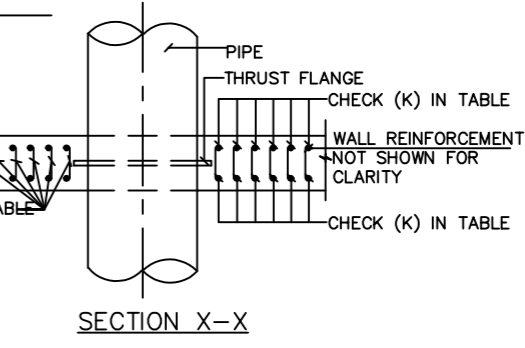 PIPE
THRUST FLANGE
CHECK (K) IN TABLE
WALL REINFORCEMENT
NOT SHOWN FOR
CLARITY
CHECK (K) IN TABLE
SECTION X-X